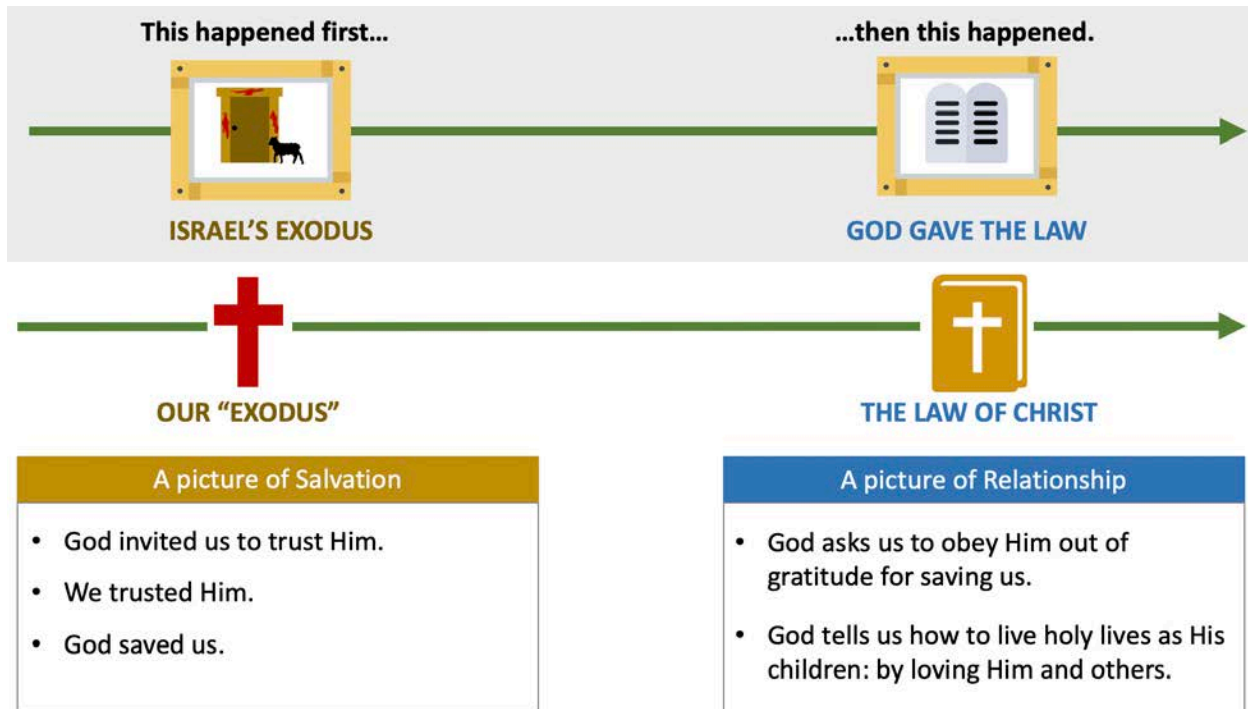 This happened first...
...then this happened.
ISRAEL'S EXODUS
GOD GAVE THE LAW
OUR “EXODUS”
THE LAW OF CHRIST
A picture of Salvation
• God invited us to trust Him.
• We trusted Him.
• God saved us.
A picture of Relationship
• God asks us to obey Him out of
gratitude for saving us.
• God tells us how to live holy lives as His
children: by loving Him and others.